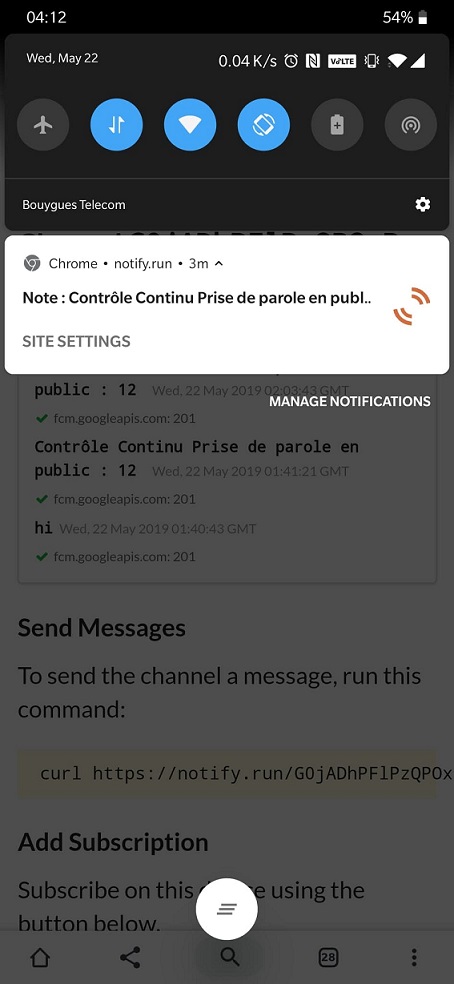 04:12
54%
Wed, May 22
0.04 K/s
VoLTE
Bouygues Telecom
Chrome • notify.run • 3m
Note : Contrôle Continu Prise de parole en publ..
SITE SETTINGS
MANAGE NOTIFICATIONS
public : 12 Wed, 22 May 2019 02:03:43 GMT
fcm.googleapis.com: 201
Contrôle Continu Prise de parole en
public : 12 Wed, 22 May 2019 01:41:21 GMT
fcm.googleapis.com: 201
hi Wed, 22 May 2019 01:40:43 GMT
fcm.googleapis.com: 201
Send Messages
To send the channel a message, run this
command:
curl https://notify.run/G0jADhPFlPzQPOx
Add Subscription
Subscribe on this using the
button below.
28